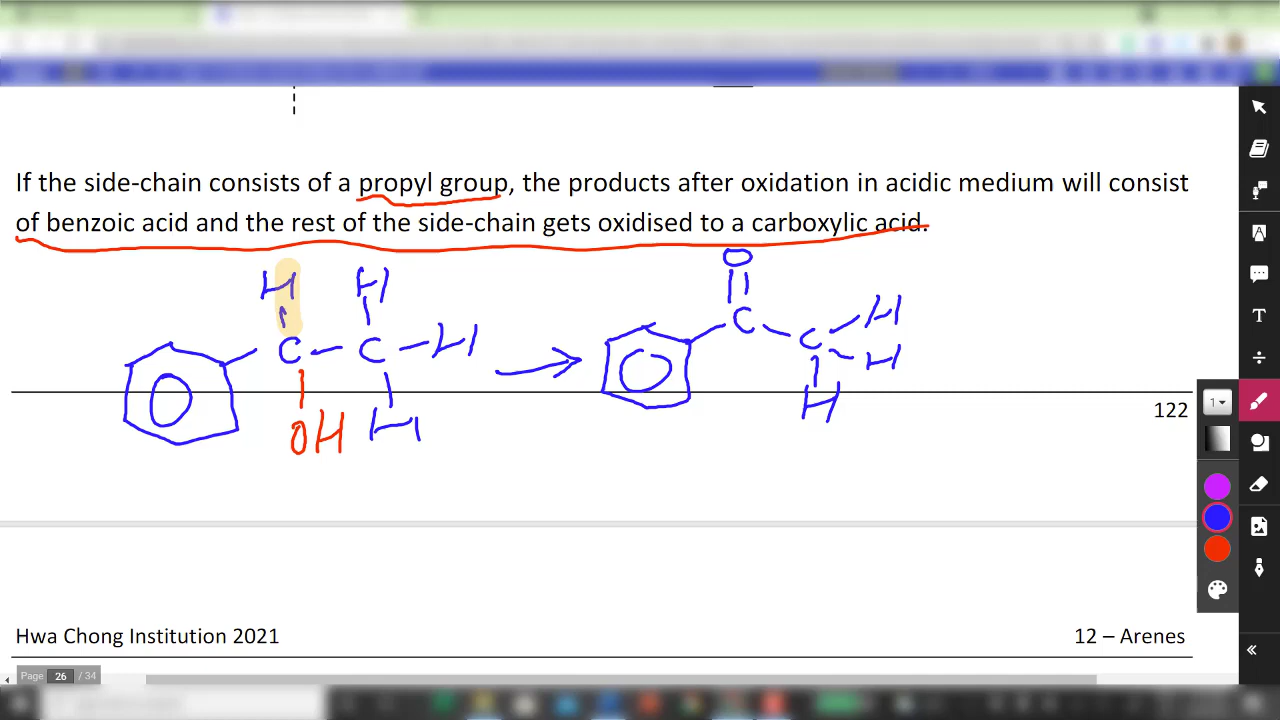 If the side-chain consists of a propyl group, the products after oxidation in acidic medium will consist
of benzoic acid and the rest of the side-chain gets oxidised to a carboxylic acid.
H H O
C C H C C H
H
OH H H
122
1
T
Hwa Chong Institution 2021 12 – Arenes
Page 26 / 34